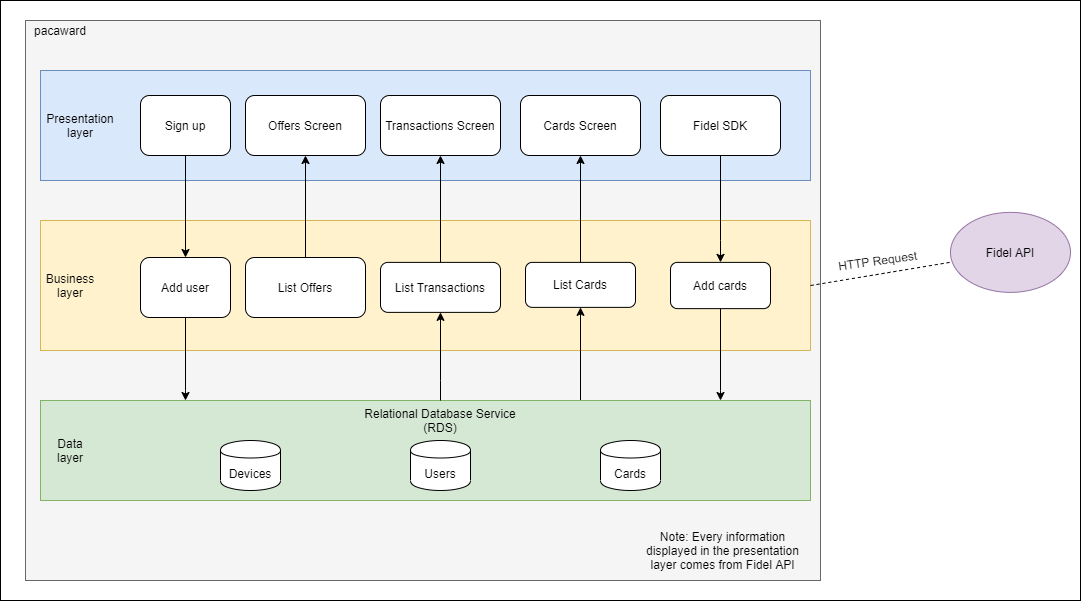 pacaward
Presentation
layer
Sign up
Offers Screen
Transactions Screen
Cards Screen
Fidel SDK
Business
layer
Add user
List Offers
List Transactions
List Cards
Add cards
HTTP Request
Fidel API
Data
layer
Relational Database Service
(RDS)
Devices
Users
Cards
Note: Every information
displayed in the presentation
layer comes from Fidel API